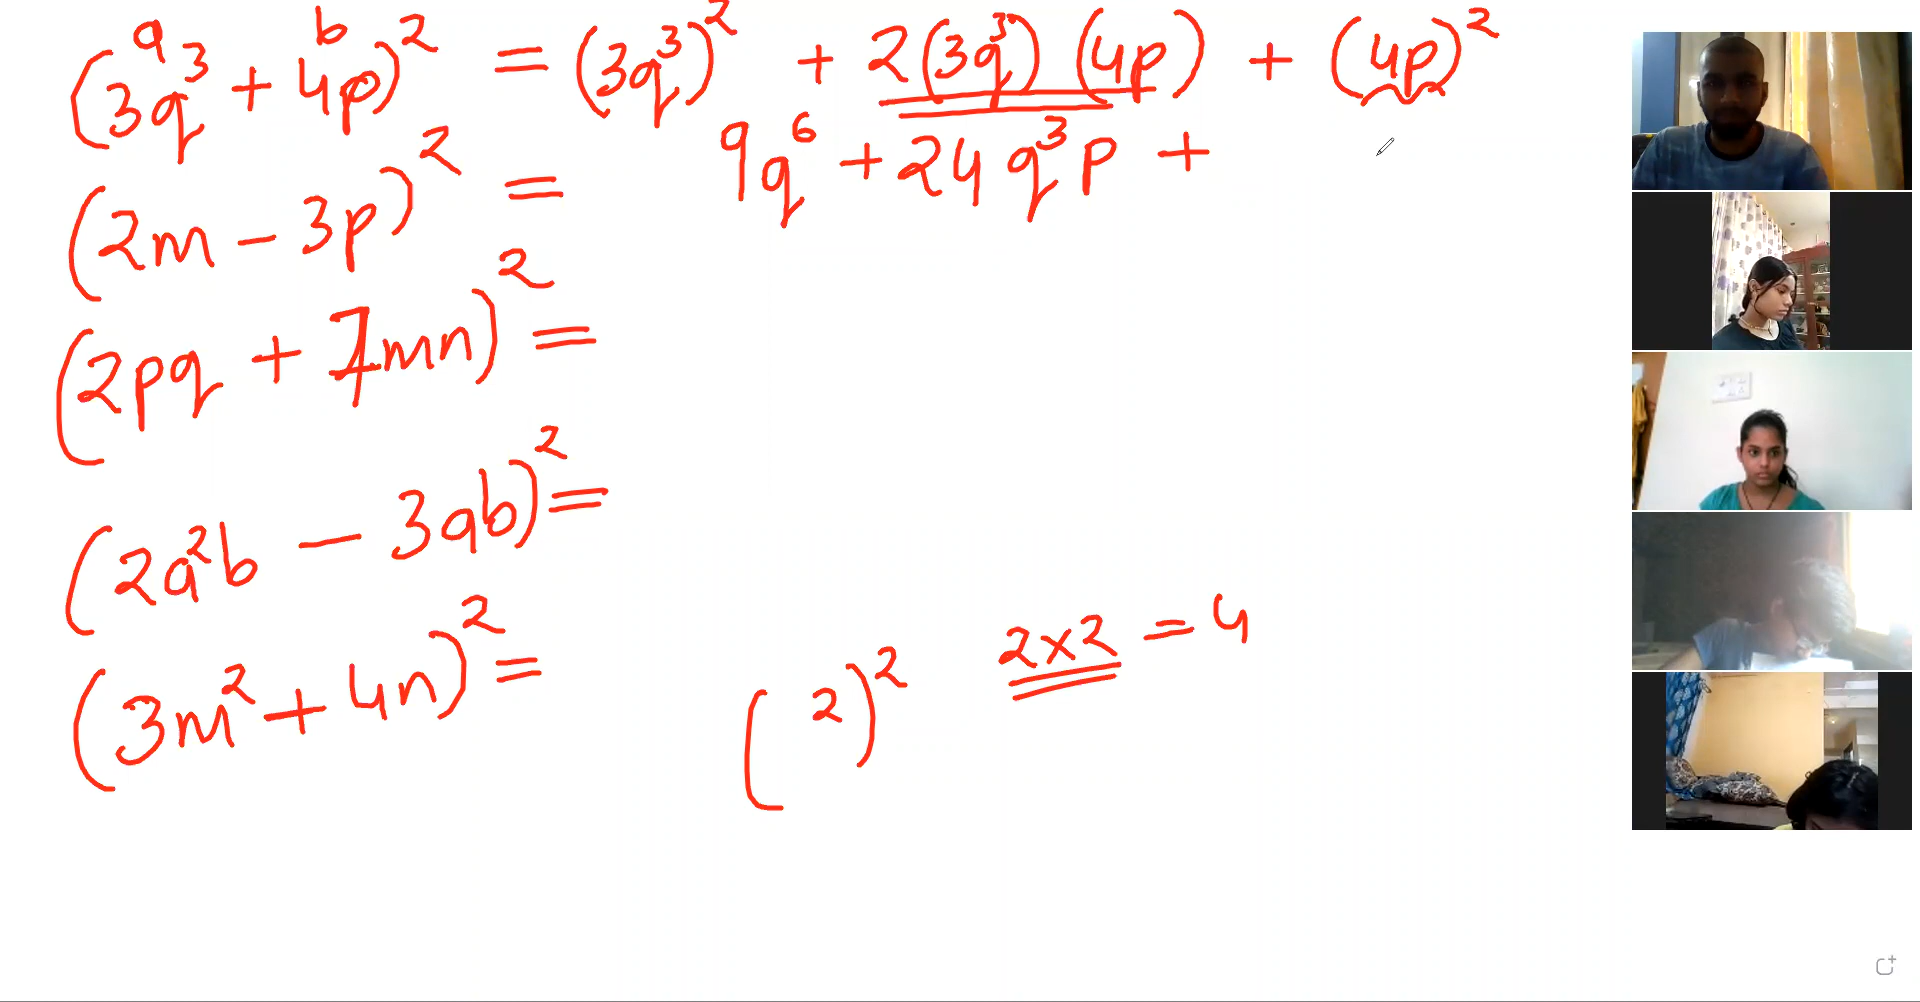 a b
(3q³ + 4p)² = (3q³)² + 2(3q³) (4p) + (4p)²
9q⁶ + 24q³p +
(2m - 3p)² =
(2pq + 7mn)² =
(2a²b - 3ab)² =
(3m² + 4n)² =
2×2 = 4
( 2)²